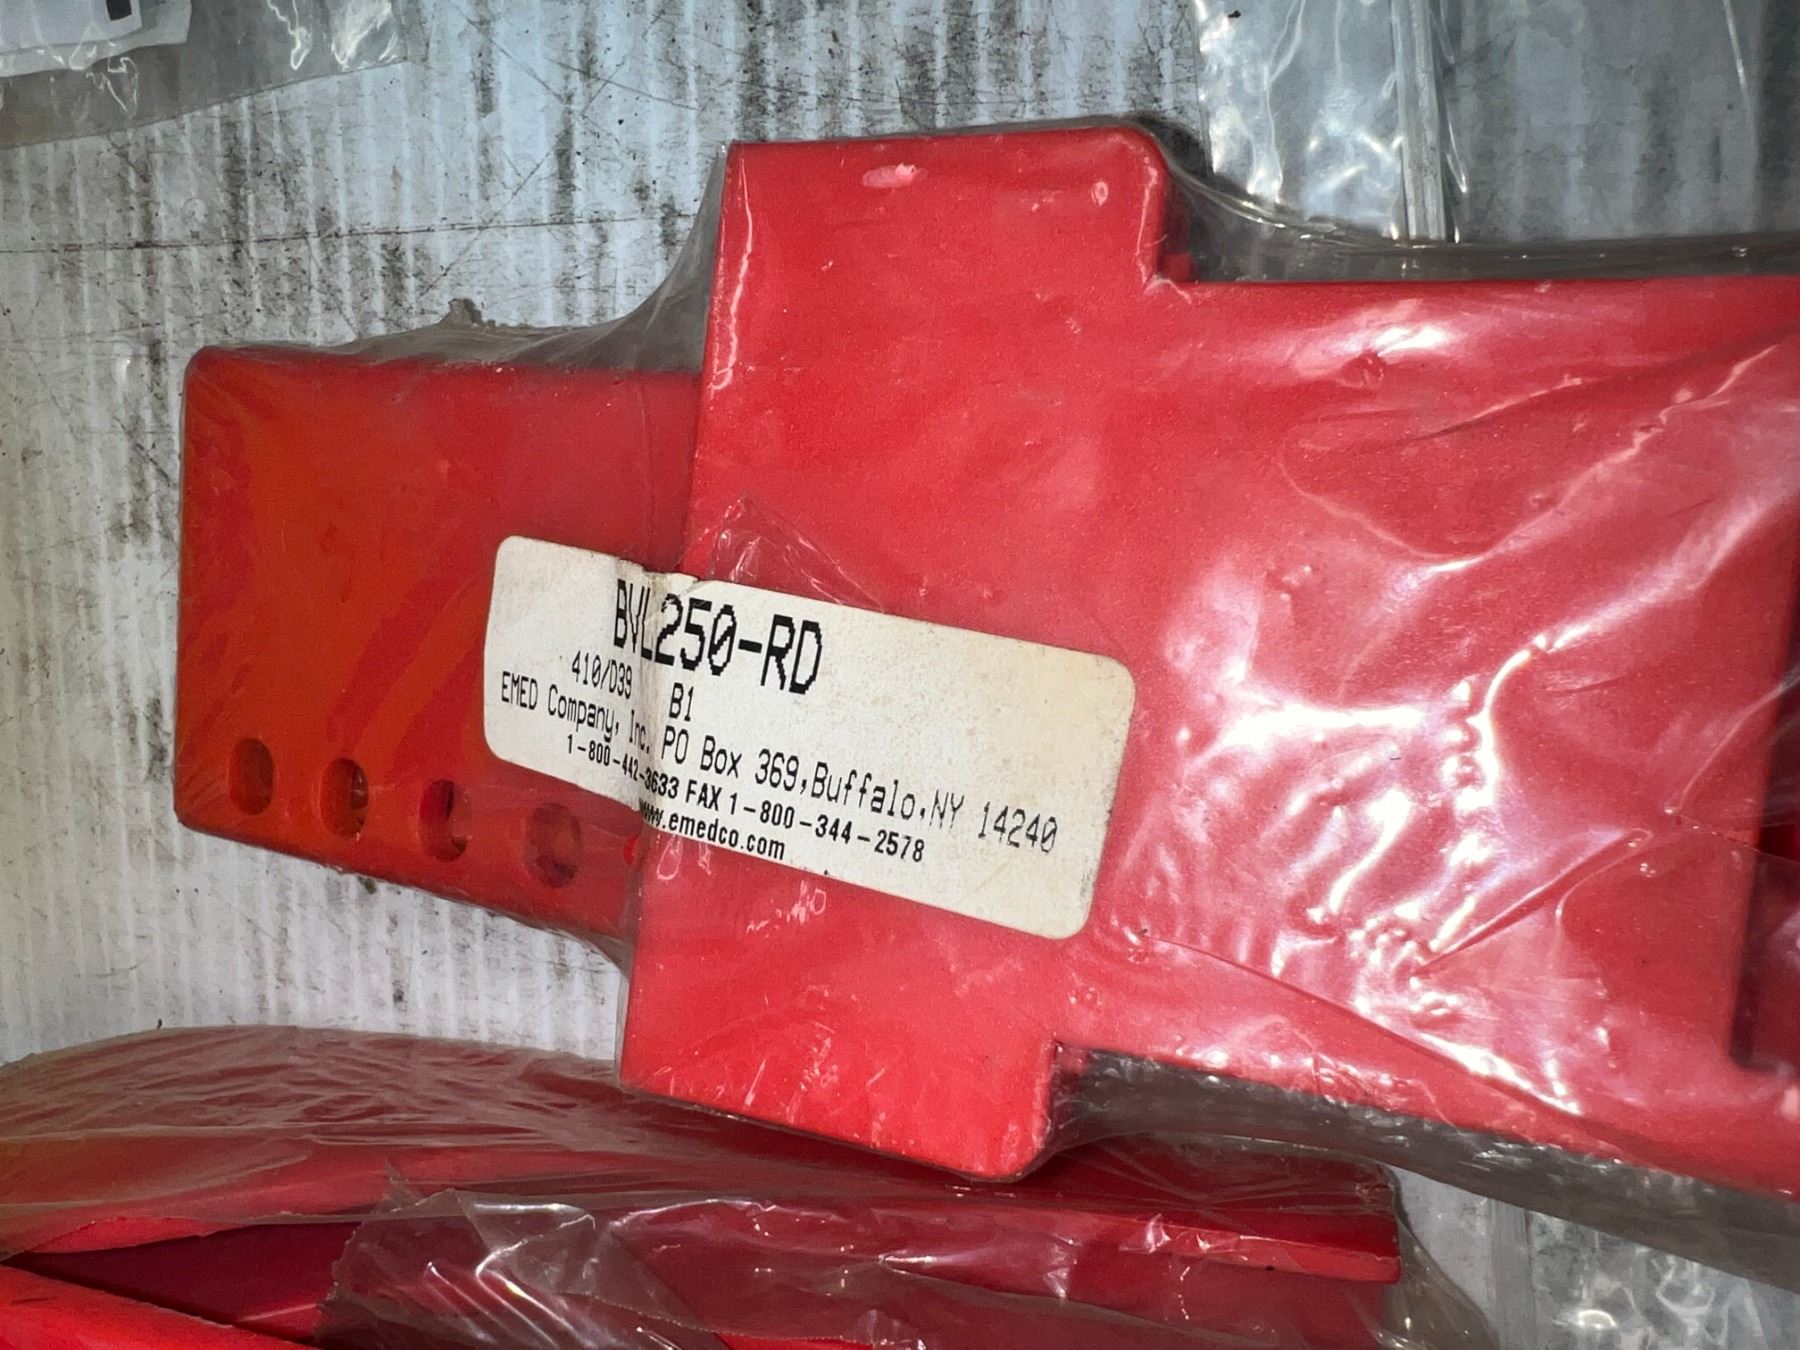 BVL250-RD
410/D39 B1
EMED Company, Inc. PO Box 369,Buffalo,NY 14240
1-800-442-3633 FAX 1-800-344-2578
www.emedco.com